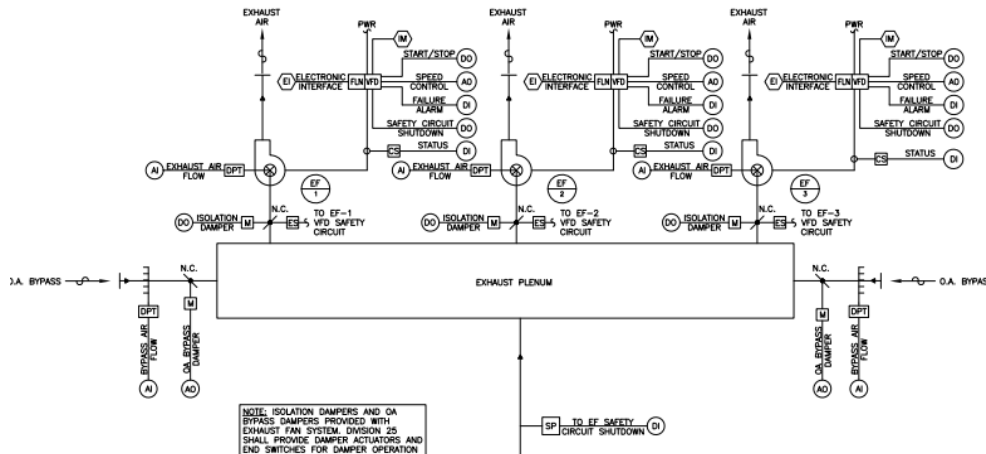 EXHAUST
AIR
PWR
IM
START/STOP
DO
EI
ELECTRONIC
INTERFACE
FLN
VFD
SPEED
CONTROL
AO
FAILURE
ALARM
DI
SAFETY CIRCUIT
SHUTDOWN
DO
CS
STATUS
DI
AI
EXHAUST AIR
FLOW
DPT
EF
1
N.C.
DO
ISOLATION
DAMPER
M
ES
TO EF-1
VFD SAFETY
CIRCUIT
EXHAUST
AIR
PWR
IM
START/STOP
DO
EI
ELECTRONIC
INTERFACE
FLN
VFD
SPEED
CONTROL
AO
FAILURE
ALARM
DI
SAFETY CIRCUIT
SHUTDOWN
DO
CS
STATUS
DI
AI
EXHAUST AIR
FLOW
DPT
EF
2
N.C.
DO
ISOLATION
DAMPER
M
ES
TO EF-2
VFD SAFETY
CIRCUIT
EXHAUST
AIR
PWR
IM
START/STOP
DO
EI
ELECTRONIC
INTERFACE
FLN
VFD
SPEED
CONTROL
AO
FAILURE
ALARM
DI
SAFETY CIRCUIT
SHUTDOWN
DO
CS
STATUS
DI
AI
EXHAUST AIR
FLOW
DPT
EF
3
N.C.
DO
ISOLATION
DAMPER
M
ES
TO EF-3
VFD SAFETY
CIRCUIT
O.A. BYPASS
N.C.
DPT
M
BYPASS AIR
FLOW
OA BYPASS
DAMPER
AI
AO
EXHAUST PLENUM
N.C.
O.A. BYPAS
M
DPT
OA BYPASS
DAMPER
BYPASS AIR
FLOW
AO
AI
NOTE: ISOLATION DAMPERS AND OA
BYPASS DAMPERS PROVIDED WITH
EXHAUST FAN SYSTEM. DIVISION 25
SHALL PROVIDE DAMPER ACTUATORS AND
END SWITCHES FOR DAMPER OPERATION
SP
TO EF SAFETY
CIRCUIT SHUTDOWN
DI